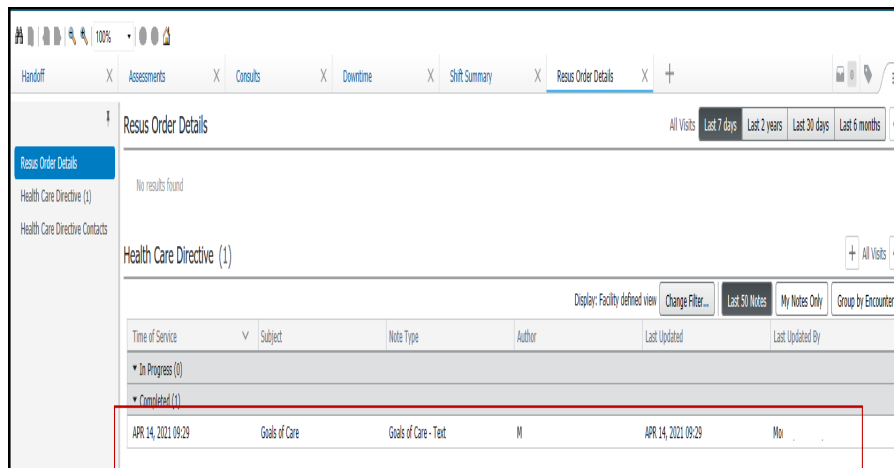 100%
Handoff Assessments Consults Downtime Shift Summary Resus Order Details
Resus Order Details All Visits Last 7 days Last 2 years Last 30 days Last 6 months
Resus Order Details
Health Care Directive (1)
Health Care Directive Contacts
No results found
Health Care Directive (1) All Visits
Display: Facility defined view Change Filter... Last 50 Notes My Notes Only Group by Encounter
Time of Service Subject Note Type Author Last Updated Last Updated By
In Progress (0)
Completed (1)
APR 14, 2021 09:29 Goals of Care Goals of Care - Text M APR 14, 2021 09:29